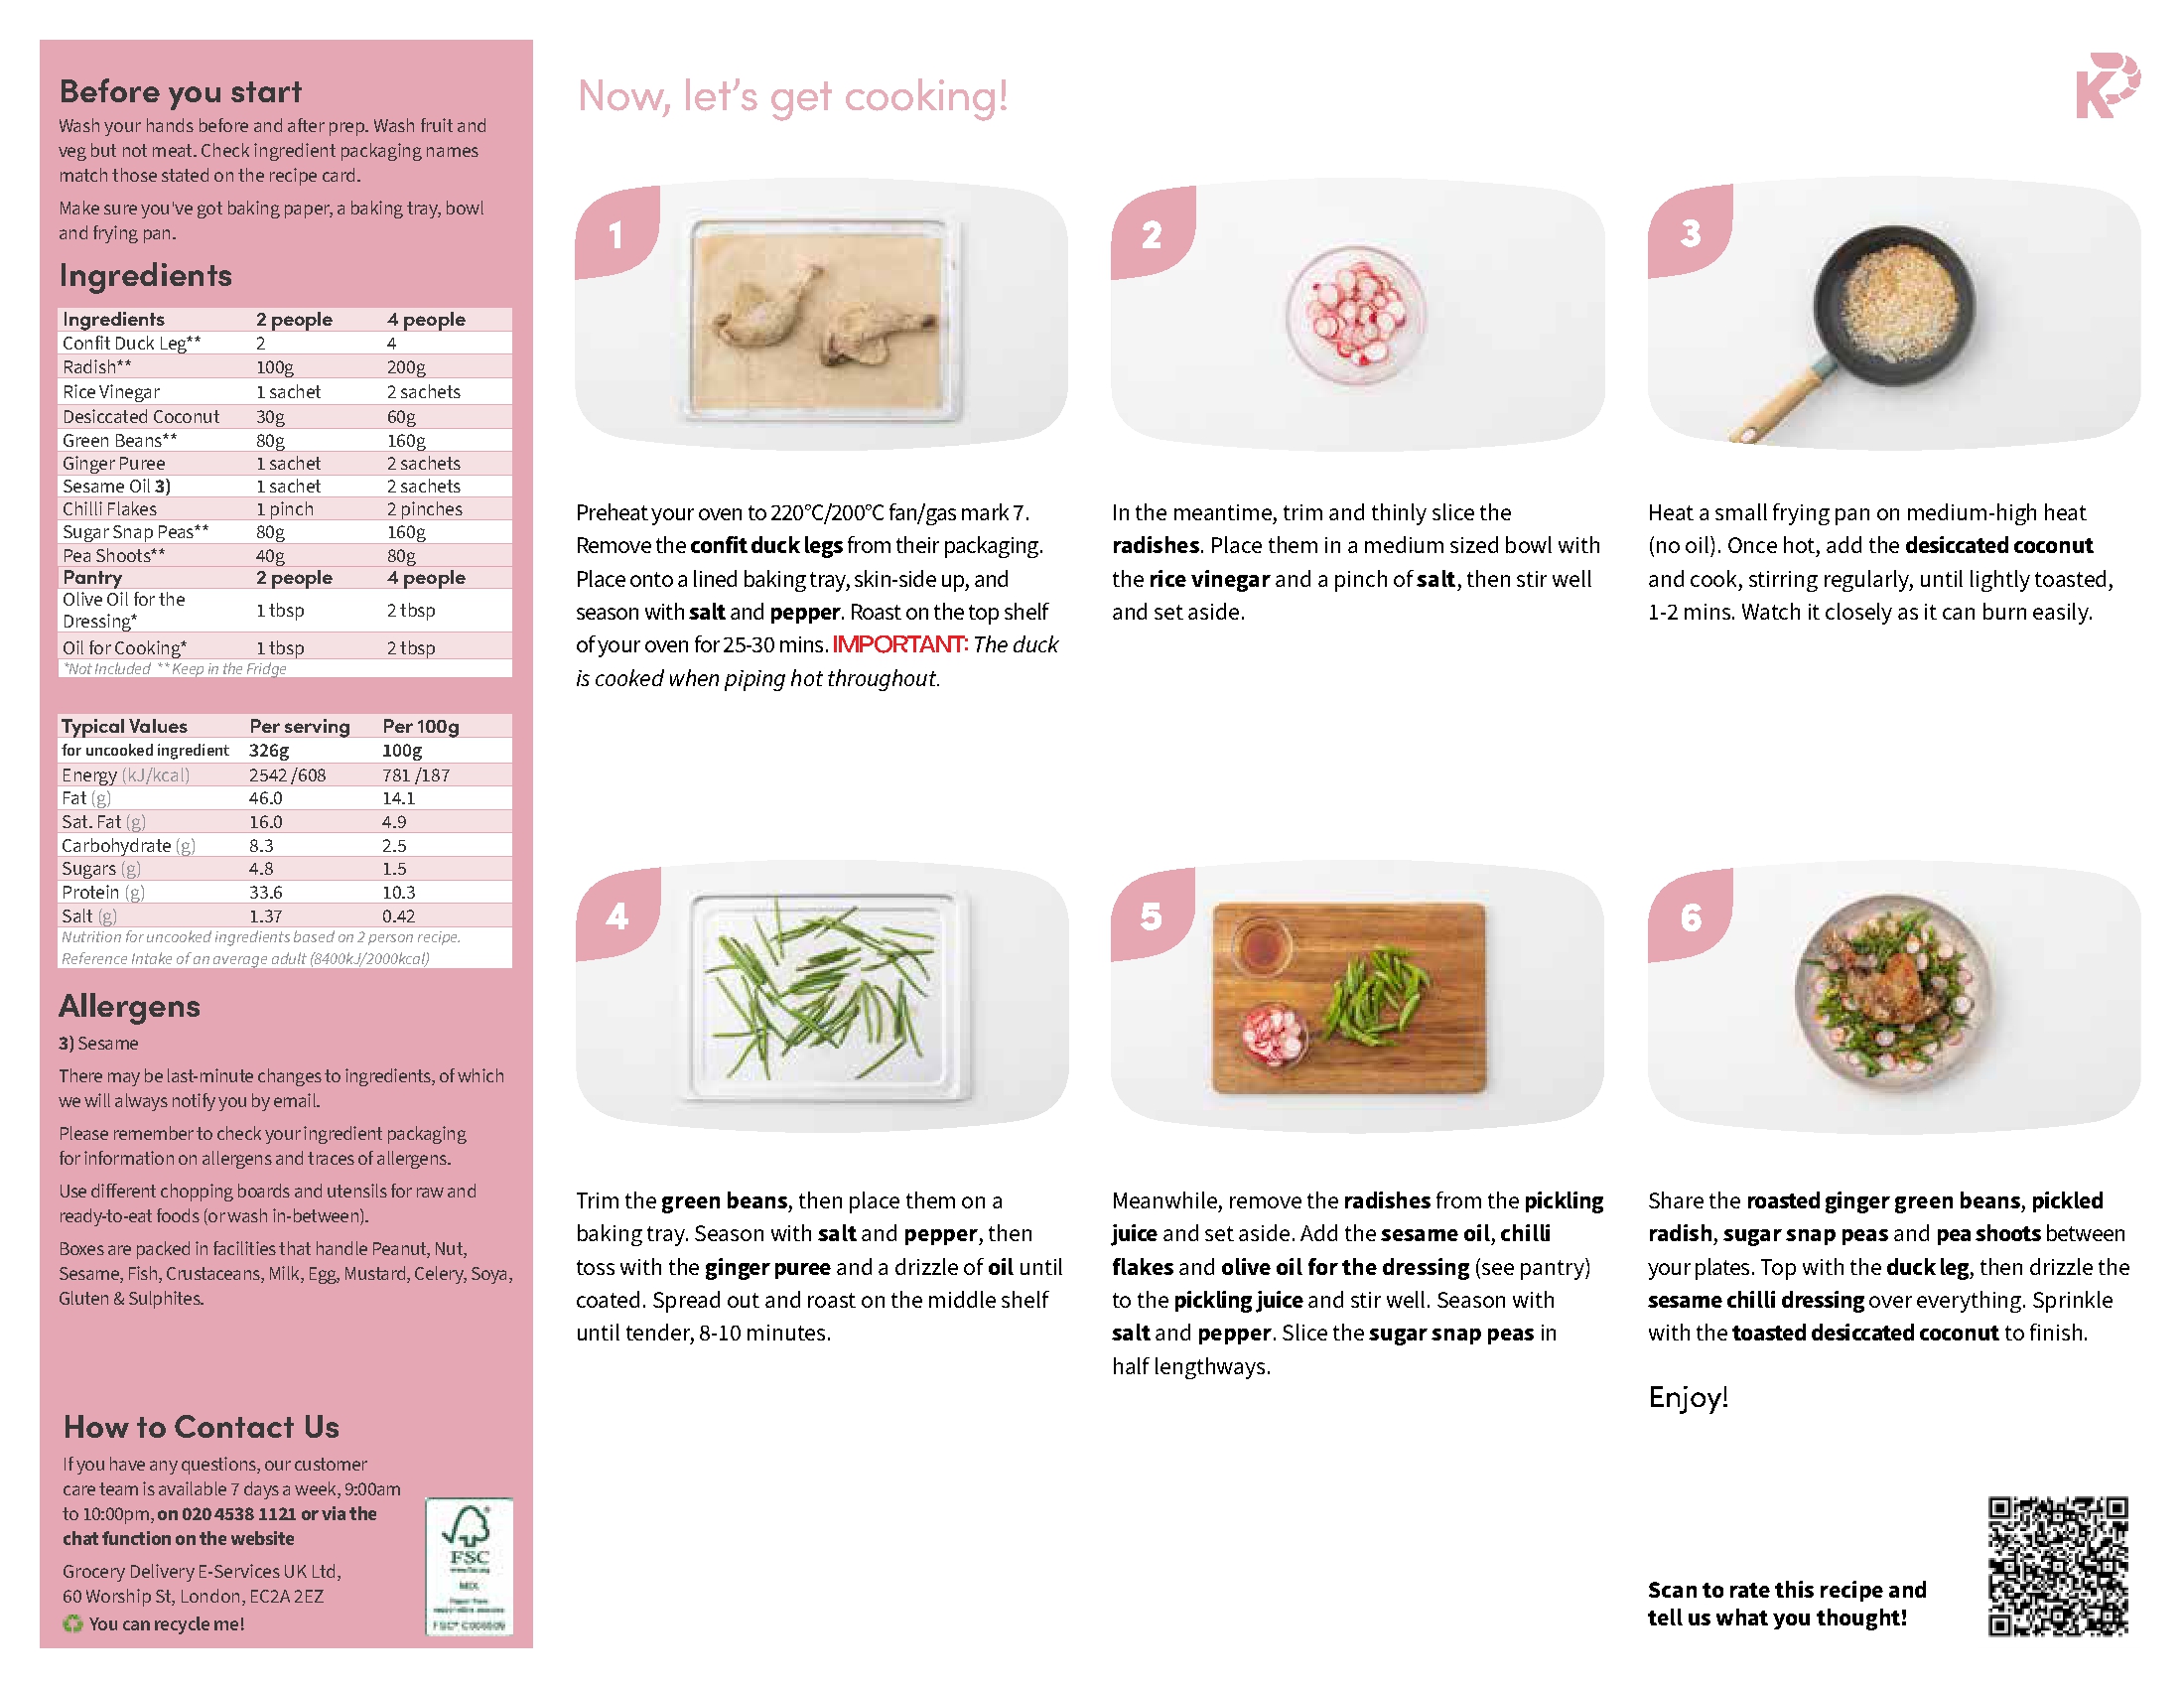 Before you start
Wash your hands before and after prep. Wash fruit and
veg but not meat. Check ingredient packaging names
match those stated on the recipe card.
Make sure you've got baking paper, a baking tray, bowl
and frying pan.
Ingredients
Ingredients 2 people 4 people
Confit Duck Leg** 2 4
Radish** 100g 200g
Rice Vinegar 1 sachet 2 sachets
Desiccated Coconut 30g 60g
Green Beans** 80g 160g
Ginger Puree 1 sachet 2 sachets
Sesame Oil 3) 1 sachet 2 sachets
Chilli Flakes 1 pinch 2 pinches
Sugar Snap Peas** 80g 160g
Pea Shoots** 40g 80g
Pantry 2 people 4 people
Olive Oil for the
Dressing* 1 tbsp 2 tbsp
Oil for Cooking* 1 tbsp 2 tbsp
*Not Included **Keep in the Fridge
Typical Values Per serving Per 100g
for uncooked ingredient 326g 100g
Energy (kJ/kcal) 2542 /608 781 /187
Fat (g) 46.0 14.1
Sat. Fat (g) 16.0 4.9
Carbohydrate (g) 8.3 2.5
Sugars (g) 4.8 1.5
Protein (g) 33.6 10.3
Salt (g) 1.37 0.42
Nutrition for uncooked ingredients based on 2 person recipe.
Reference Intake of an average adult (8400kJ/2000kcal)
Allergens
3) Sesame
There may be last-minute changes to ingredients, of which
we will always notify you by email.
Please remember to check your ingredient packaging
for information on allergens and traces of allergens.
Use different chopping boards and utensils for raw and
ready-to-eat foods (or wash in-between).
Boxes are packed in facilities that handle Peanut, Nut,
Sesame, Fish, Crustaceans, Milk, Egg, Mustard, Celery, Soya,
Gluten & Sulphites.
How to Contact Us
If you have any questions, our customer
care team is available 7 days a week, 9:00am
to 10:00pm, on 020 4538 1121 or via the
chat function on the website
Grocery Delivery E-Services UK Ltd,
60 Worship St, London, EC2A 2EZ
You can recycle me!
FSC
MIX
Now, let's get cooking!
K
1
Preheat your oven to 220°C/200°C fan/gas mark 7.
Remove the confit duck legs from their packaging.
Place onto a lined baking tray, skin-side up, and
season with salt and pepper. Roast on the top shelf
of your oven for 25-30 mins. IMPORTANT: The duck
is cooked when piping hot throughout.
2
In the meantime, trim and thinly slice the
radishes. Place them in a medium sized bowl with
the rice vinegar and a pinch of salt, then stir well
and set aside.
3
Heat a small frying pan on medium-high heat
(no oil). Once hot, add the desiccated coconut
and cook, stirring regularly, until lightly toasted,
1-2 mins. Watch it closely as it can burn easily.
4
Trim the green beans, then place them on a
baking tray. Season with salt and pepper, then
toss with the ginger puree and a drizzle of oil until
coated. Spread out and roast on the middle shelf
until tender, 8-10 minutes.
5
Meanwhile, remove the radishes from the pickling
juice and set aside. Add the sesame oil, chilli
flakes and olive oil for the dressing (see pantry)
to the pickling juice and stir well. Season with
salt and pepper. Slice the sugar snap peas in
half lengthways.
6
Share the roasted ginger green beans, pickled
radish, sugar snap peas and pea shoots between
your plates. Top with the duck leg, then drizzle the
sesame chilli dressing over everything. Sprinkle
with the toasted desiccated coconut to finish.
Enjoy!
Scan to rate this recipe and
tell us what you thought!